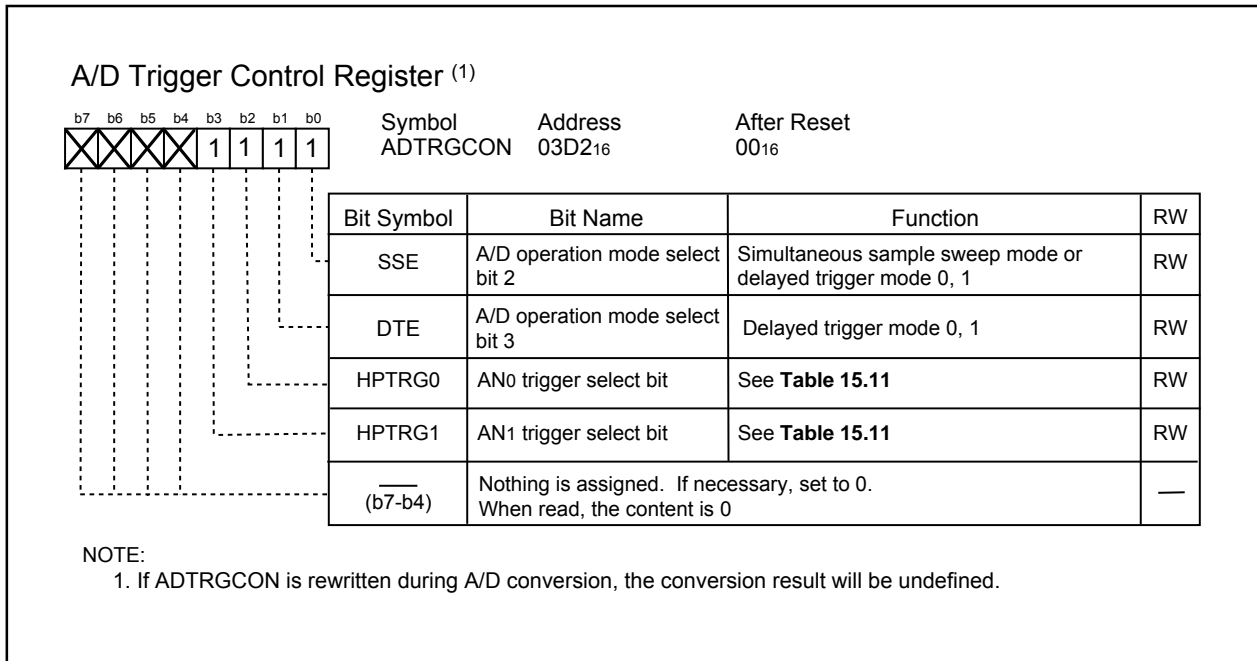 A/D Trigger Control Register (1)
b7 b6 b5 b4 b3 b2 b1 b0
1 1 1 1
Symbol Address After Reset
ADTRGCON 03D216 0016
Bit Symbol Bit Name Function RW
SSE A/D operation mode select bit 2 Simultaneous sample sweep mode or delayed trigger mode 0, 1 RW
DTE A/D operation mode select bit 3 Delayed trigger mode 0, 1 RW
HPTRG0 AN0 trigger select bit See Table 15.11 RW
HPTRG1 AN1 trigger select bit See Table 15.11 RW
(b7-b4) Nothing is assigned. If necessary, set to 0. When read, the content is 0 —
NOTE:
1. If ADTRGCON is rewritten during A/D conversion, the conversion result will be undefined.